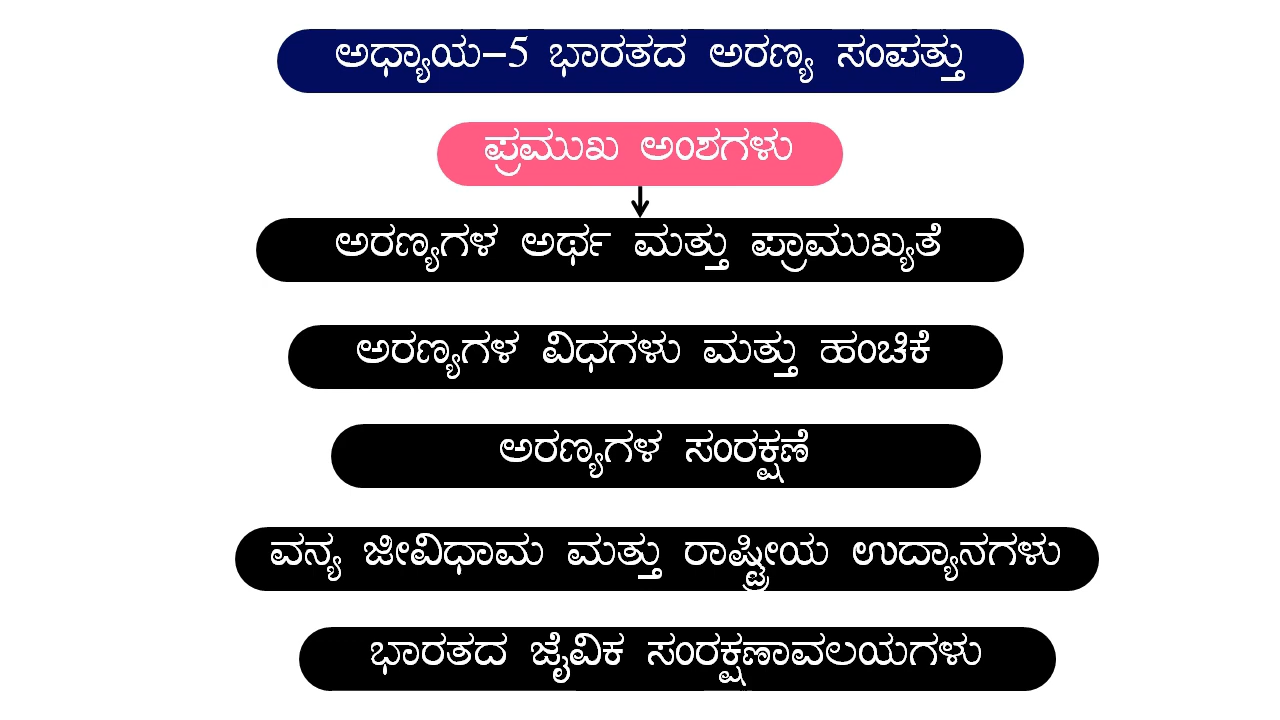 ಅಧ್ಯಾಯ-5 ಭಾರತದ ಅರಣ್ಯ ಸಂಪತ್ತು
ಪ್ರಮುಖ ಅಂಶಗಳು
ಅರಣ್ಯಗಳ ಅರ್ಥ ಮತ್ತು ಪ್ರಾಮುಖ್ಯತೆ
ಅರಣ್ಯಗಳ ವಿಧಗಳು ಮತ್ತು ಹಂಚಿಕೆ
ಅರಣ್ಯಗಳ ಸಂರಕ್ಷಣೆ
ವನ್ಯ ಜೀವಿಧಾಮ ಮತ್ತು ರಾಷ್ಟ್ರೀಯ ಉದ್ಯಾನಗಳು
ಭಾರತದ ಜೈವಿಕ ಸಂರಕ್ಷಣಾವಲಯಗಳು